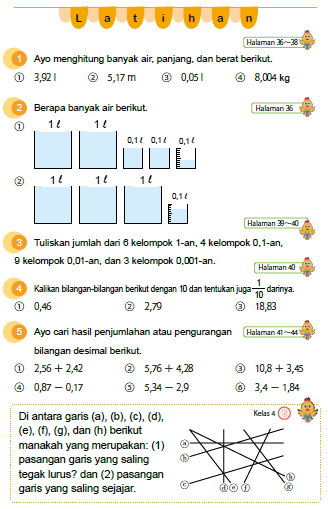 Latihan
Halaman 36～38
1 Ayo menghitung banyak air, panjang, dan berat berikut.
① 3,92 l ② 5,17 m ③ 0,05 l ④ 8,004 kg
2 Berapa banyak air berikut. Halaman 36
① 1 ℓ 1 ℓ 0,1 ℓ 0,1 ℓ 0,1 ℓ
② 1 ℓ 1 ℓ 1 ℓ 0,1 ℓ
Halaman 39～40
3 Tuliskan jumlah dari 6 kelompok 1-an, 4 kelompok 0,1-an,
9 kelompok 0,01-an, dan 3 kelompok 0,001-an.
Halaman 40
4 Kalikan bilangan-bilangan berikut dengan 10 dan tentukan juga 1/10 darinya.
① 0,46 ② 2,79 ③ 18,83
5 Ayo cari hasil penjumlahan atau pengurangan Halaman 41～44
bilangan desimal berikut.
① 2,56 + 2,42 ② 5,76 + 4,28 ③ 10,8 + 3,45
④ 0,87 – 0,17 ⑤ 5,34 – 2,9 ⑥ 3,4 – 1,84
Di antara garis (a), (b), (c), (d),
(e), (f), (g), dan (h) berikut
manakah yang merupakan: (1)
pasangan garis yang saling
tegak lurus? dan (2) pasangan
garis yang saling sejajar.
Kelas 4 ③
ⓐ
ⓑ
ⓒ
ⓓ ⓔ ⓕ ⓖ ⓗ